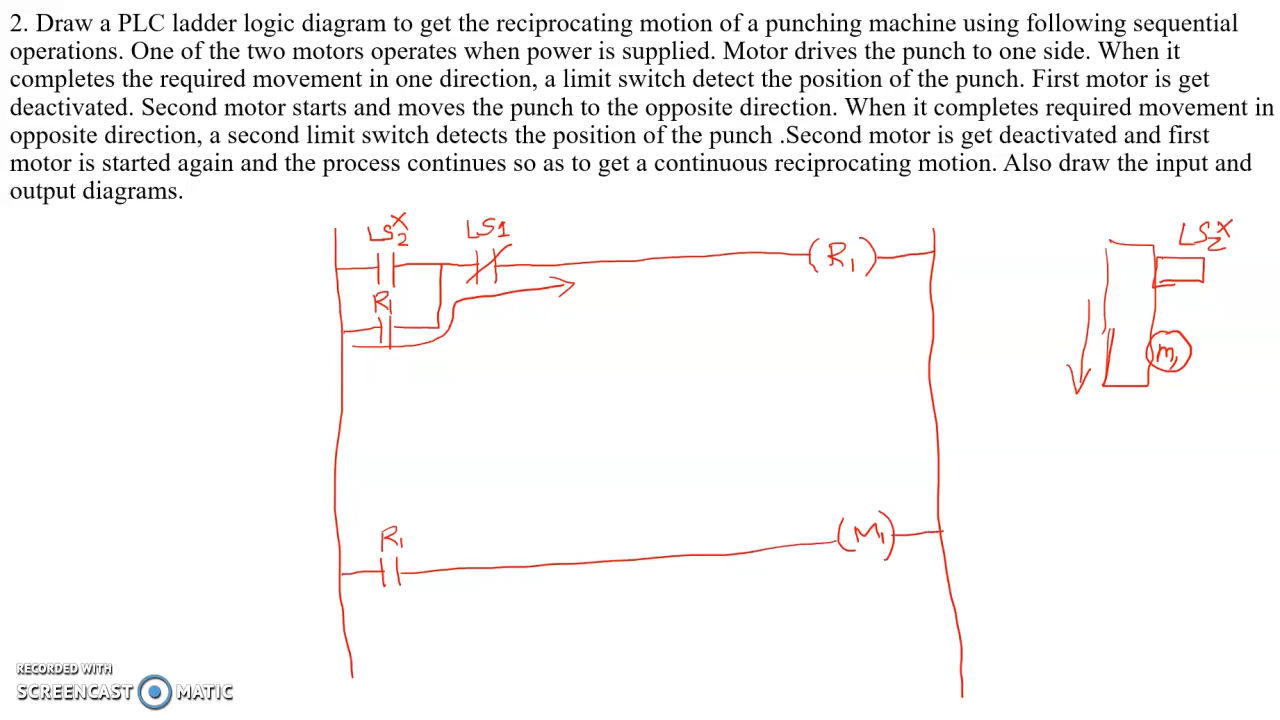 2. Draw a PLC ladder logic diagram to get the reciprocating motion of a punching machine using following sequential
operations. One of the two motors operates when power is supplied. Motor drives the punch to one side. When it
completes the required movement in one direction, a limit switch detect the position of the punch. First motor is get
deactivated. Second motor starts and moves the punch to the opposite direction. When it completes required movement in
opposite direction, a second limit switch detects the position of the punch .Second motor is get deactivated and first
motor is started again and the process continues so as to get a continuous reciprocating motion. Also draw the input and
output diagrams.
LS2 X
LS1
LS2 X
(R1)
R1
M1
R1
(M1)
RECORDED WITH
SCREENCAST MATIC